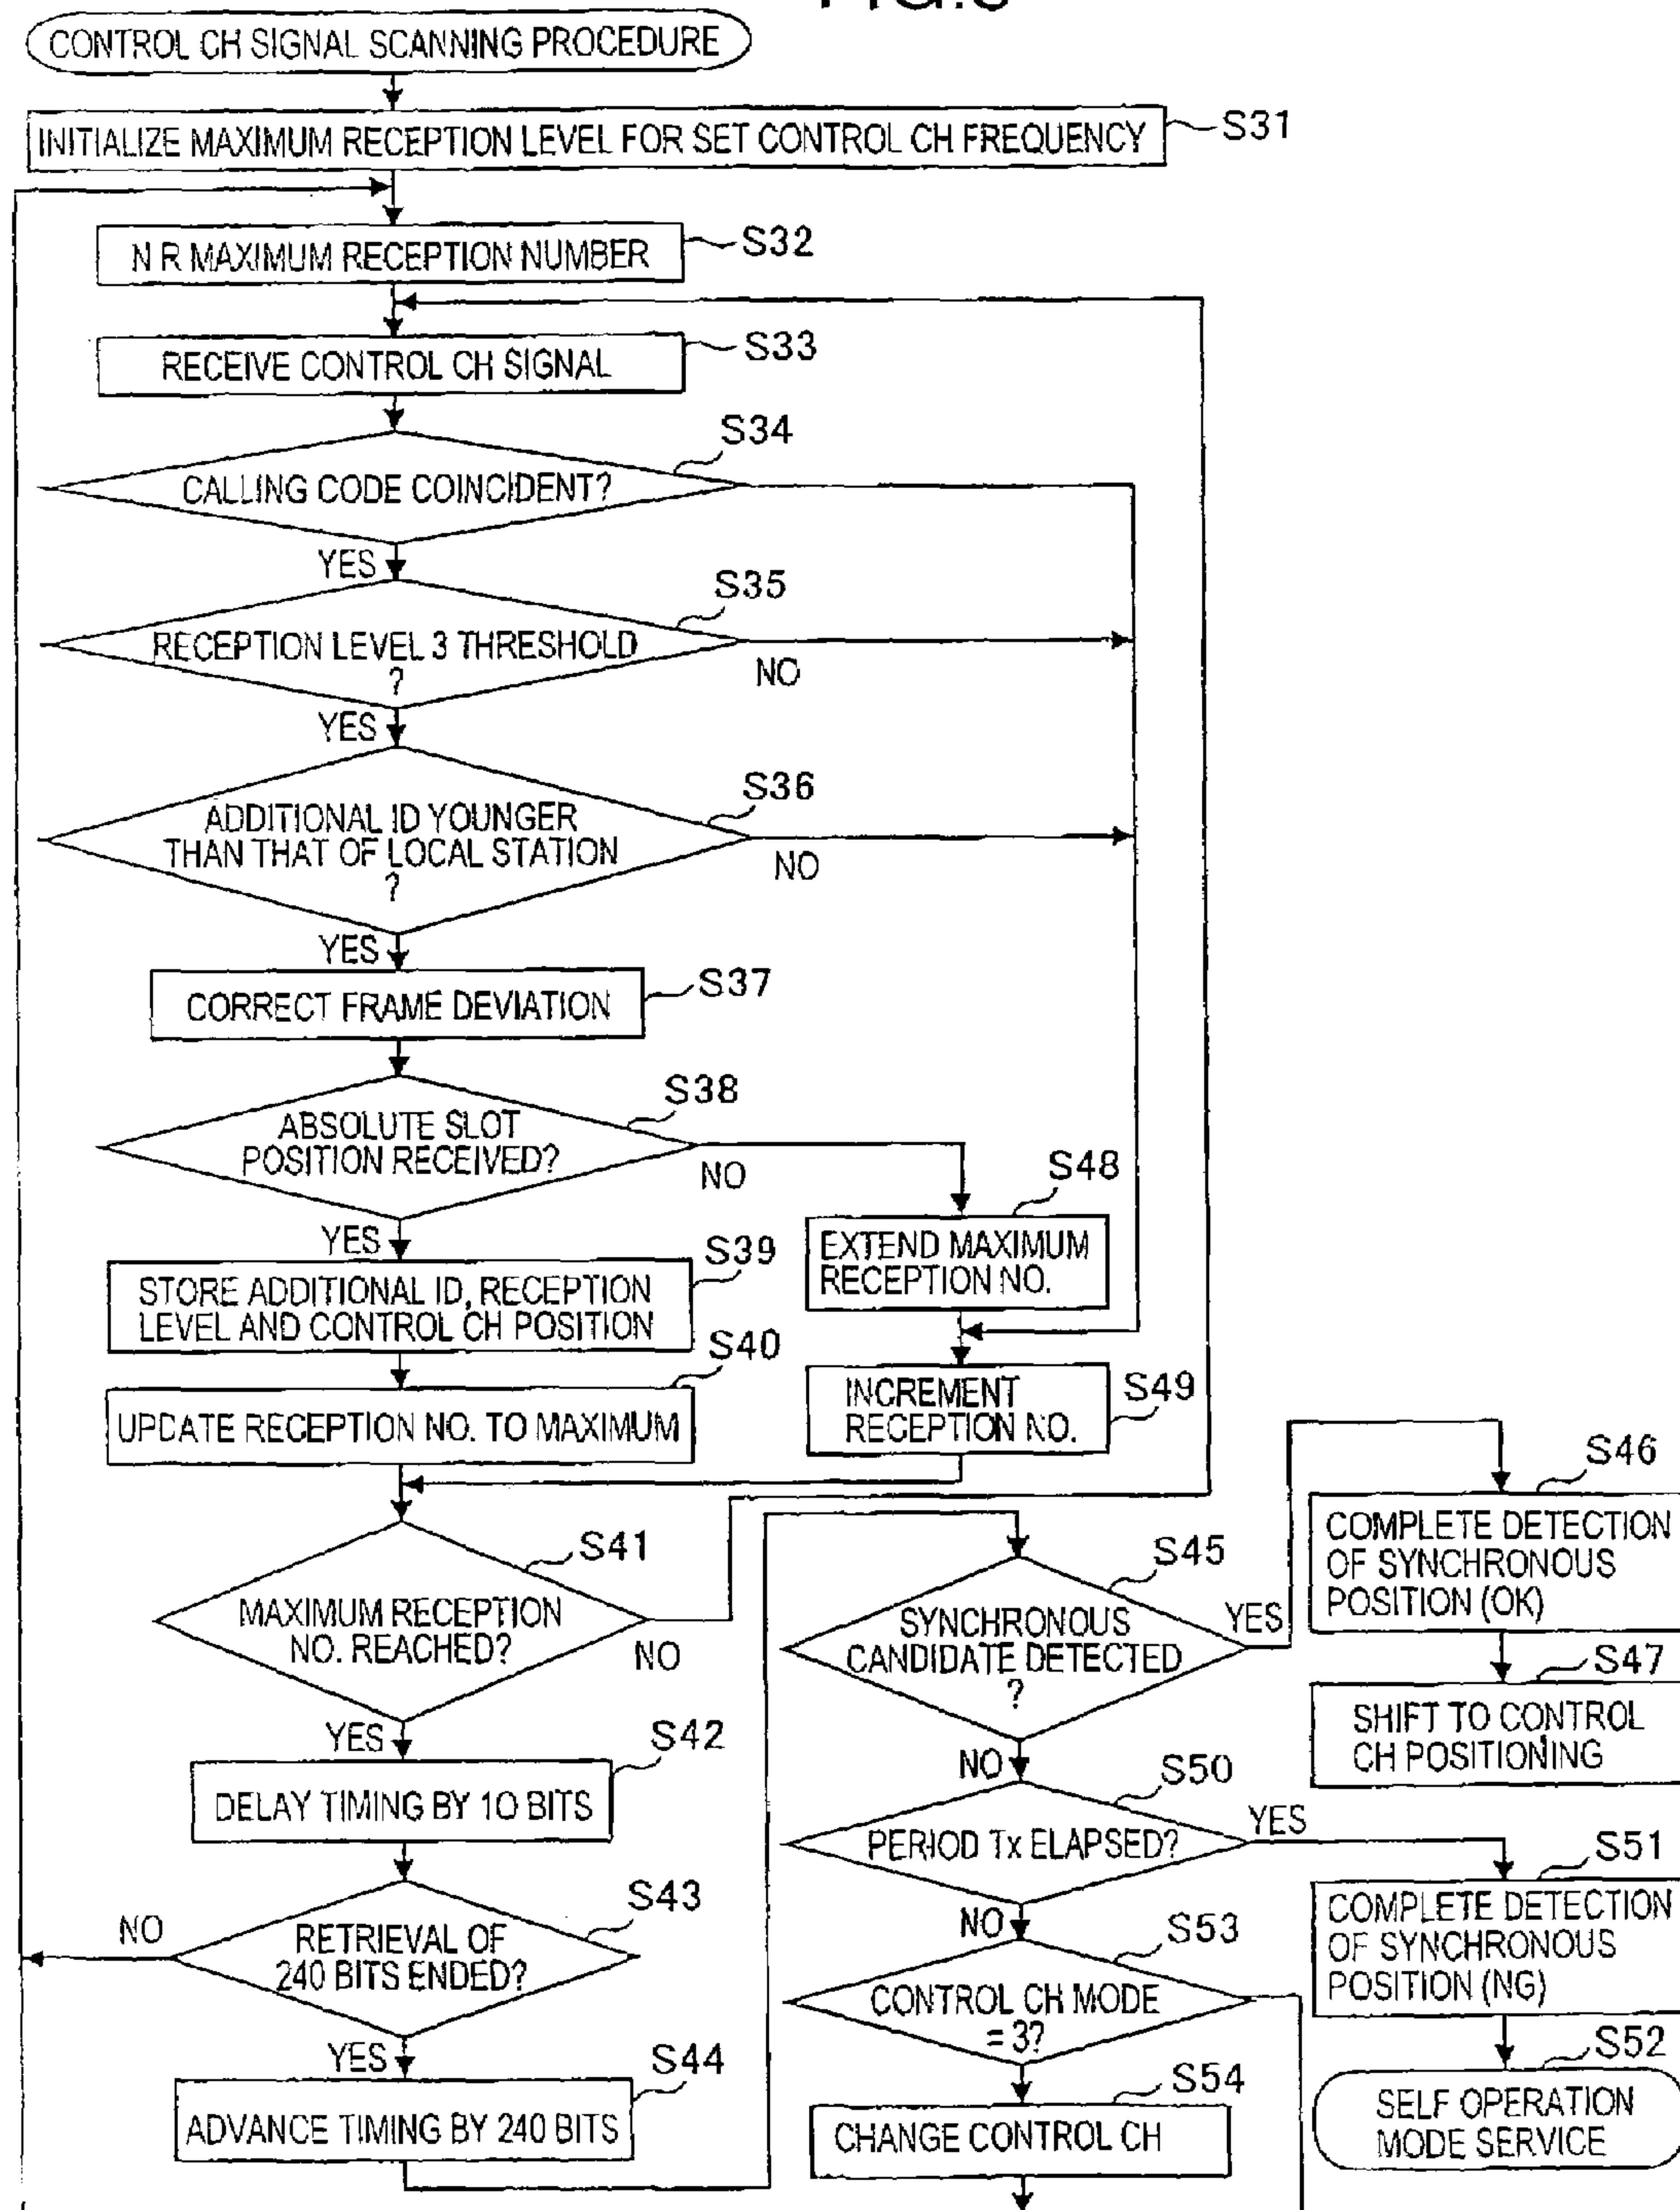 CONTROL CH SIGNAL SCANNING PROCEDURE
INITIALIZE MAXIMUM RECEPTION LEVEL FOR SET CONTROL CH FREQUENCY
S31
N R MAXIMUM RECEPTION NUMBER
S32
RECEIVE CONTROL CH SIGNAL
S33
S34
CALLING CODE COINCIDENT?
YES
S35
RECEPTION LEVEL 3 THRESHOLD
?
NO
YES
S36
ADDITIONAL ID YOUNGER
THAN THAT OF LOCAL STATION
?
NO
YES
S37
CORRECT FRAME DEVIATION
S38
ABSOLUTE SLOT
POSITION RECEIVED?
NO
YES
S48
EXTEND MAXIMUM
RECEPTION NO.
S39
STORE ADDITIONAL ID, RECEPTION
LEVEL AND CONTROL CH POSITION
S40
UPDATE RECEPTION NO. TO MAXIMUM
S49
INCREMENT
RECEPTION NO.
S41
MAXIMUM RECEPTION
NO. REACHED?
NO
YES
S42
DELAY TIMING BY 10 BITS
S43
RETRIEVAL OF
240 BITS ENDED?
NO
YES
S44
ADVANCE TIMING BY 240 BITS
S45
SYNCHRONOUS
CANDIDATE DETECTED
?
YES
NO
S46
COMPLETE DETECTION
OF SYNCHRONOUS
POSITION (OK)
S47
SHIFT TO CONTROL
CH POSITIONING
S50
PERIOD Tx ELAPSED?
YES
NO
S51
COMPLETE DETECTION
OF SYNCHRONOUS
POSITION (NG)
S52
SELF OPERATION
MODE SERVICE
S53
CONTROL CH MODE
= 3?
S54
CHANGE CONTROL CH